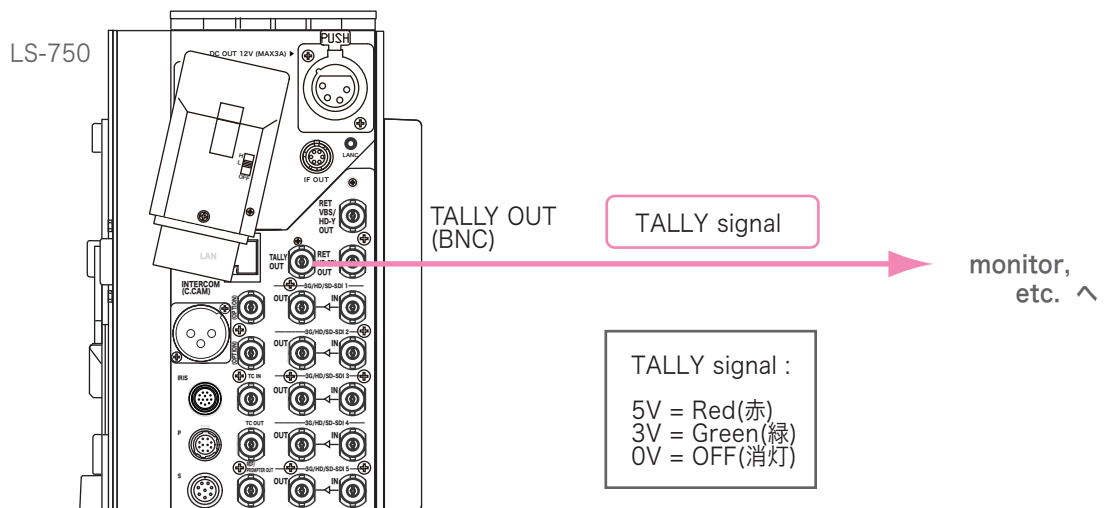 LS-750
PUSH
DC OUT 12V (MAX3A) ▶
H
L
OFF
LANC
IF OUT
RET
VBS/
HD-Y
OUT
LAN
TALLY
OUT
RET
OUT
TALLY OUT
(BNC)
TALLY signal
monitor,
etc. へ
INTERCOM
(C.CAM)
3G/HD/SD-SDI 1
(OPTION)
OUT
IN
3G/HD/SD-SDI 2
(OPTION)
OUT
IN
IRIS
TC IN
3G/HD/SD-SDI 3
OUT
IN
P
TC OUT
3G/HD/SD-SDI 4
OUT
IN
S
PROMPTER OUT
3G/HD/SD-SDI 5
OUT
IN
TALLY signal :
5V = Red(赤)
3V = Green(緑)
0V = OFF(消灯)